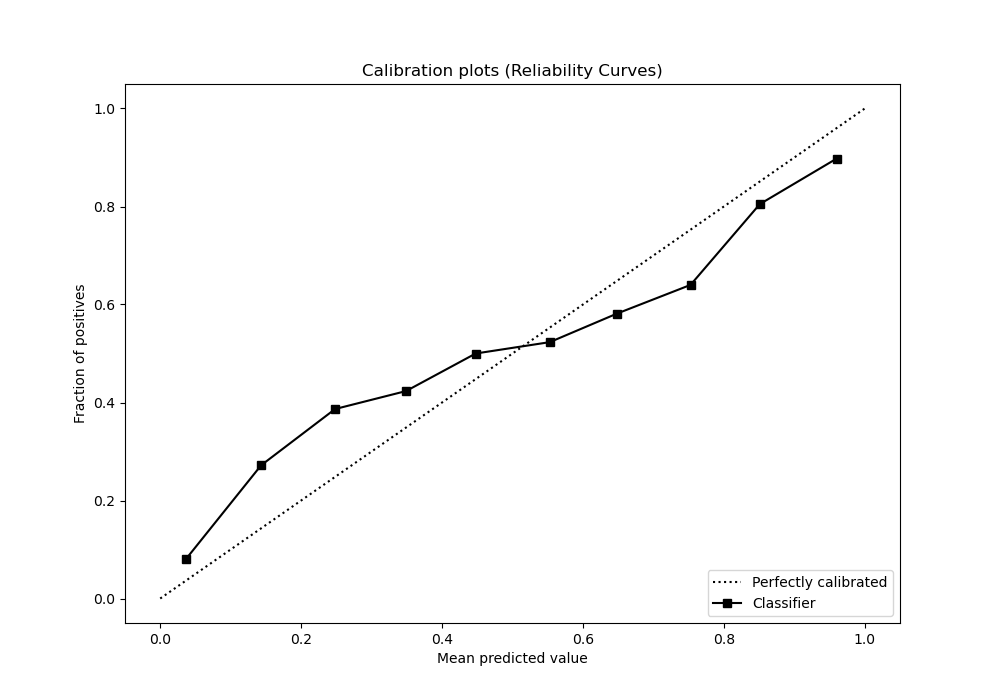 Calibration plots (Reliability Curves)
1.0
0.8
0.6
0.4
0.2
0.0
Fraction of positives
0.0 0.2 0.4 0.6 0.8 1.0
Mean predicted value
Perfectly calibrated
Classifier